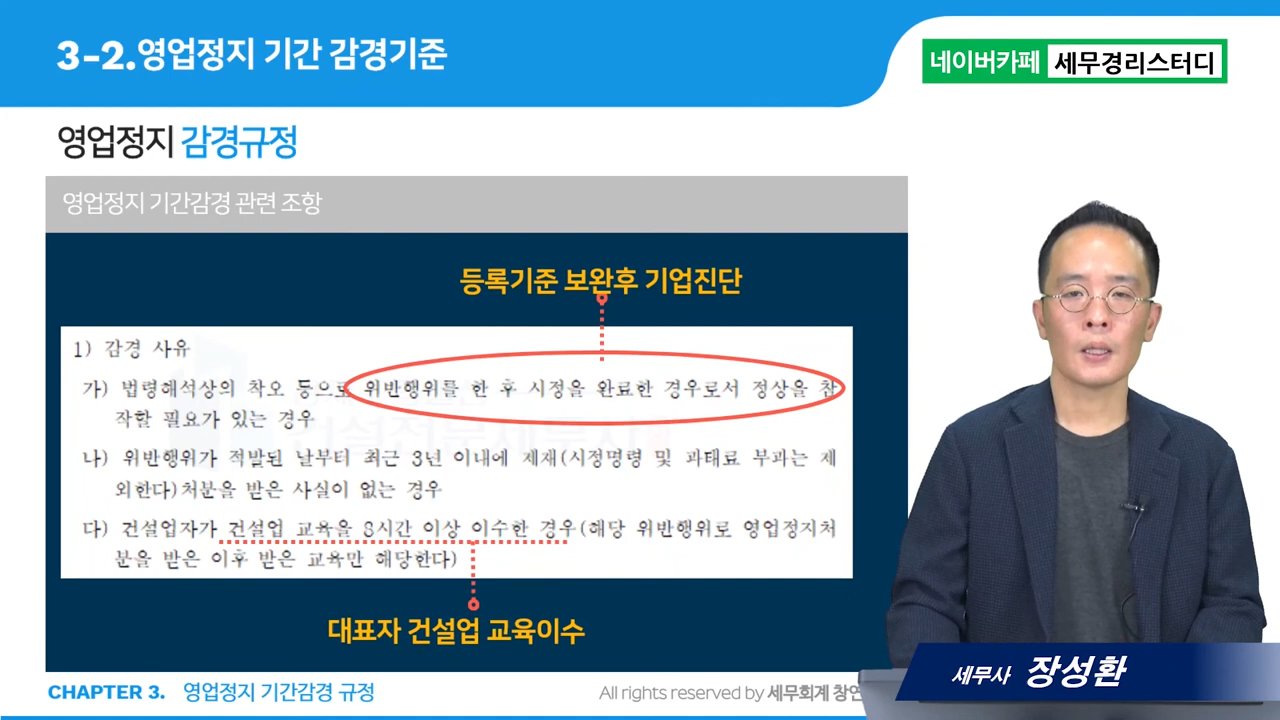 3-2.영업정지 기간 감경기준
네이버카페 세무경리스터디
영업정지 감경규정
영업정지 기간감경 관련 조항
등록기준 보완후 기업진단
1) 감경 사유
가) 법령해석상의 착오 등으로 위반행위를 한 후 시정을 완료한 경우로서 정상을 참
작할 필요가 있는 경우
나) 위반행위가 적발된 날부터 최근 3년 이내에 제재(시정명령 및 과태료 부과는 제
외한다)처분을 받은 사실이 없는 경우
다) 건설업자가 건설업 교육을 8시간 이상 이수한 경우(해당 위반행위로 영업정지처
분을 받은 이후 받은 교육만 해당한다)
대표자 건설업 교육이수
세무사 장성환
CHAPTER 3. 영업정지 기간감경 규정
All rights reserved by 세무회계 창연